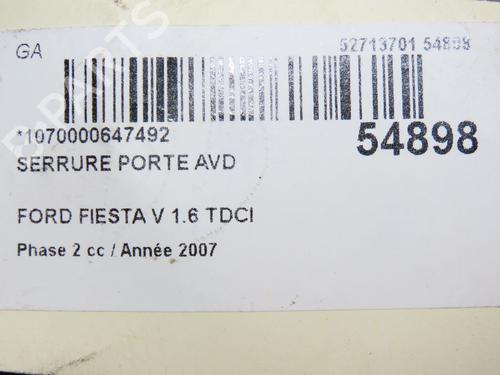 GA
52713701 54898
*1070000647492
54898
SERRURE PORTE AVD
FORD FIESTA V 1.6 TDCI
Phase 2 cc / Année 2007